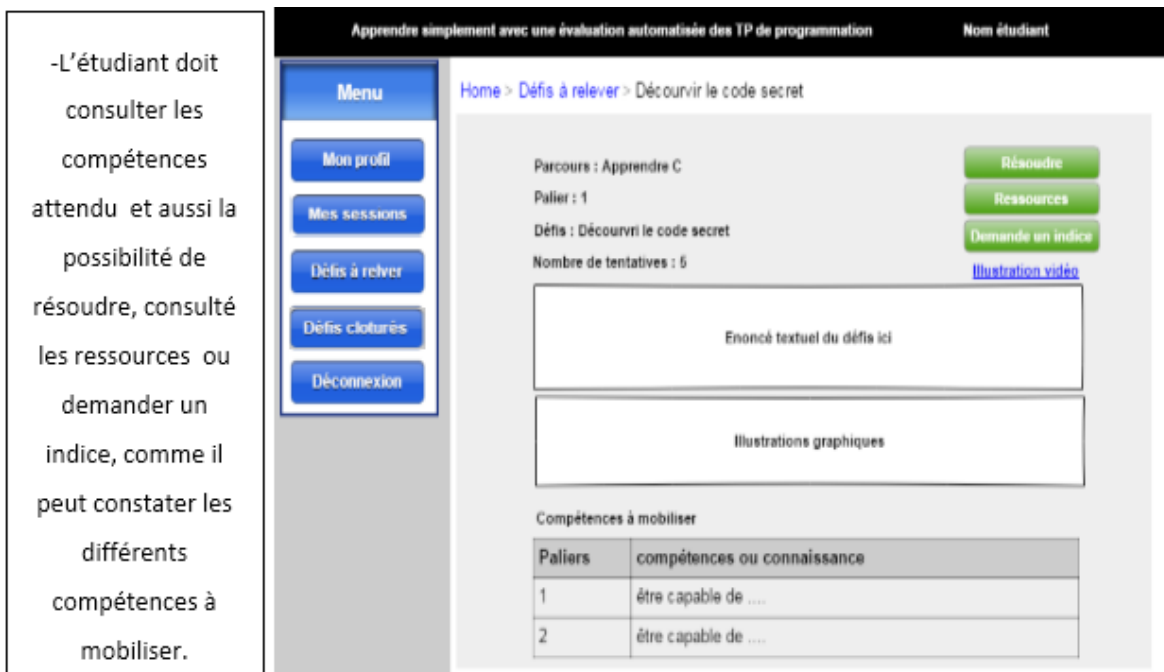 -L'étudiant doit
consulter les
compétences
attendu et aussi la
possibilité de
résoudre, consulté
les ressources ou
demander un
indice, comme il
peut constater les
différents
compétences à
mobiliser.
Apprendre simplement avec une évaluation automatisée des TP de programmation
Nom étudiant
Menu
Mon profil
Mes sessions
Défis à relver
Défis cloturés
Déconnexion
Home > Défis à relever > Découvrir le code secret
Parcours : Apprendre C
Palier : 1
Défis : Découvri le code secret
Nombre de tentatives : 5
Résoudre
Ressources
Demande un indice
Illustration vidéo
Enoncé textuel du défis ici
Illustrations graphiques
Compétences à mobiliser
Paliers compétences ou connaissance
1 être capable de ....
2 être capable de ....